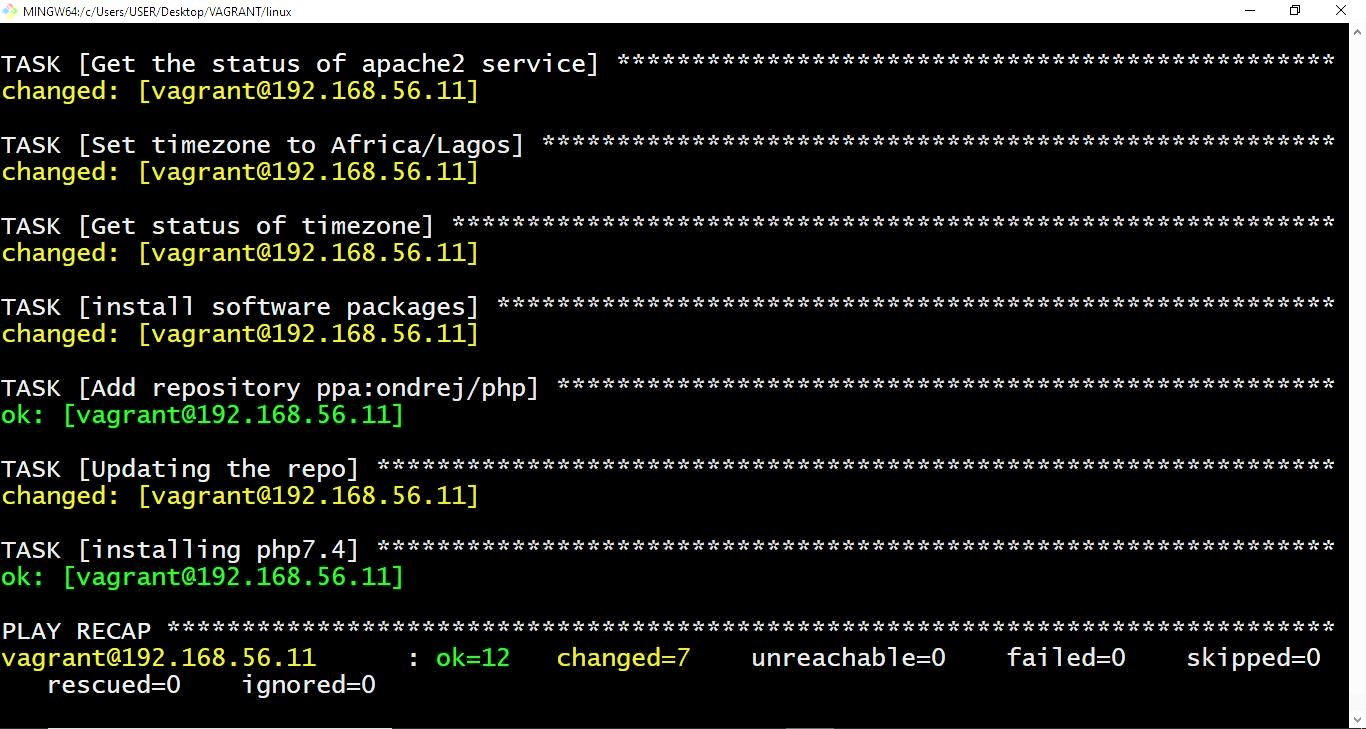 MINGW64:/c/Users/USER/Desktop/VAGRANT/linux
TASK [Get the status of apache2 service] ************************************************
changed: [vagrant@192.168.56.11]
TASK [Set timezone to Africa/Lagos] *****************************************************
changed: [vagrant@192.168.56.11]
TASK [Get status of timezone] ***********************************************************
changed: [vagrant@192.168.56.11]
TASK [install software packages] ********************************************************
changed: [vagrant@192.168.56.11]
TASK [Add repository ppa:ondrej/php] ****************************************************
ok: [vagrant@192.168.56.11]
TASK [Updating the repo] ****************************************************************
changed: [vagrant@192.168.56.11]
TASK [installing php7.4] ****************************************************************
ok: [vagrant@192.168.56.11]
PLAY RECAP ******************************************************************************
vagrant@192.168.56.11      : ok=12   changed=7    unreachable=0    failed=0    skipped=0
   rescued=0    ignored=0